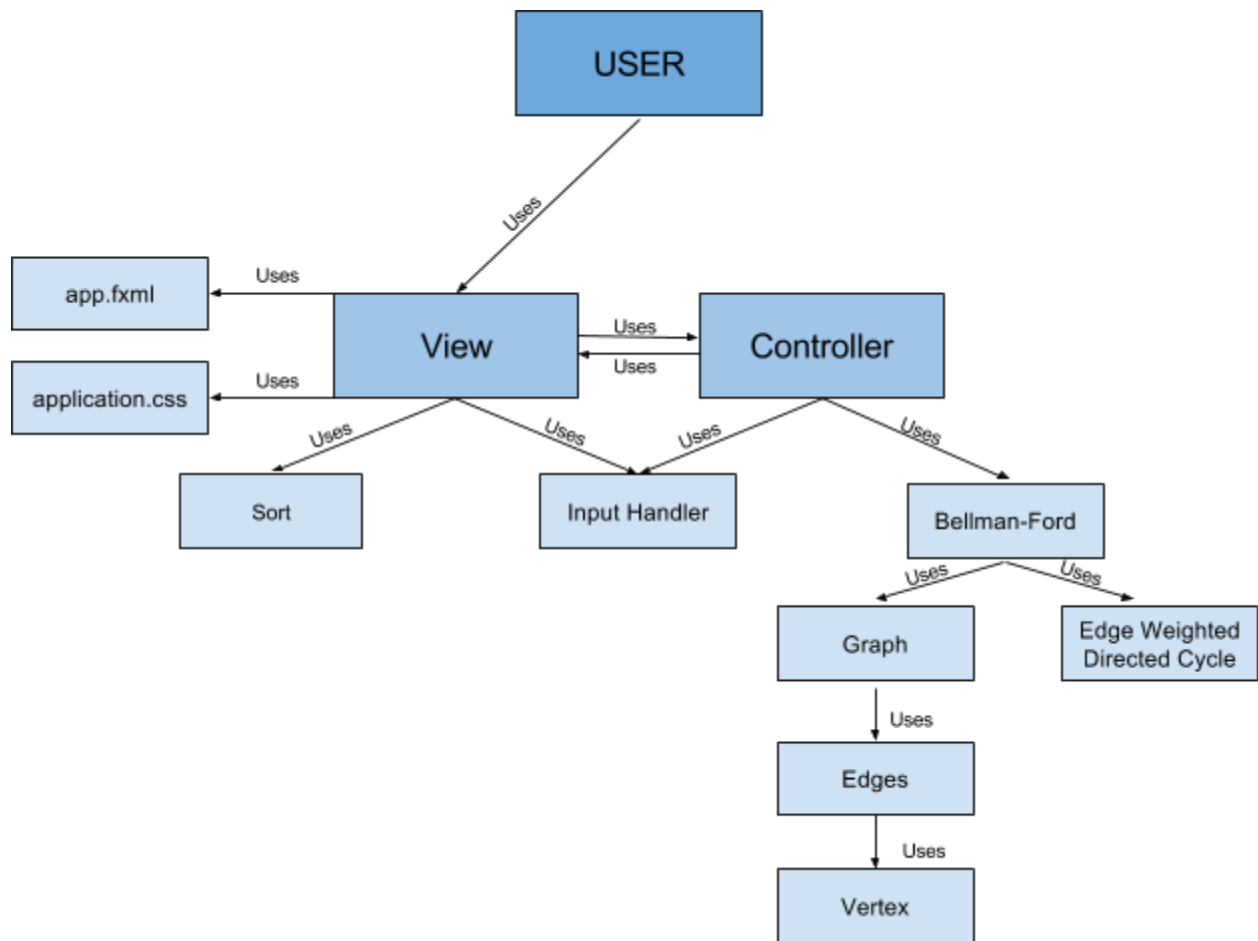 USER
Uses
app.fxml
Uses
View
Uses
Uses
Controller
application.css
Uses
Uses
Uses
Uses
Uses
Sort
Input Handler
Bellman-Ford
Uses
Uses
Graph
Edge Weighted
Directed Cycle
Uses
Edges
Uses
Vertex